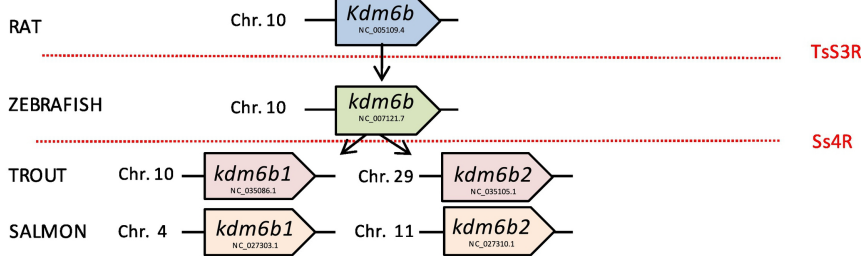 RAT Chr. 10 Kdm6b
NC_005109.4
TsS3R
ZEBRAFISH Chr. 10 kdm6b
NC_007121.7
Ss4R
TROUT Chr. 10 kdm6b1 Chr. 29 kdm6b2
NC_035086.1 NC_035105.1
SALMON Chr. 4 kdm6b1 Chr. 11 kdm6b2
NC_027303.1 NC_027310.1